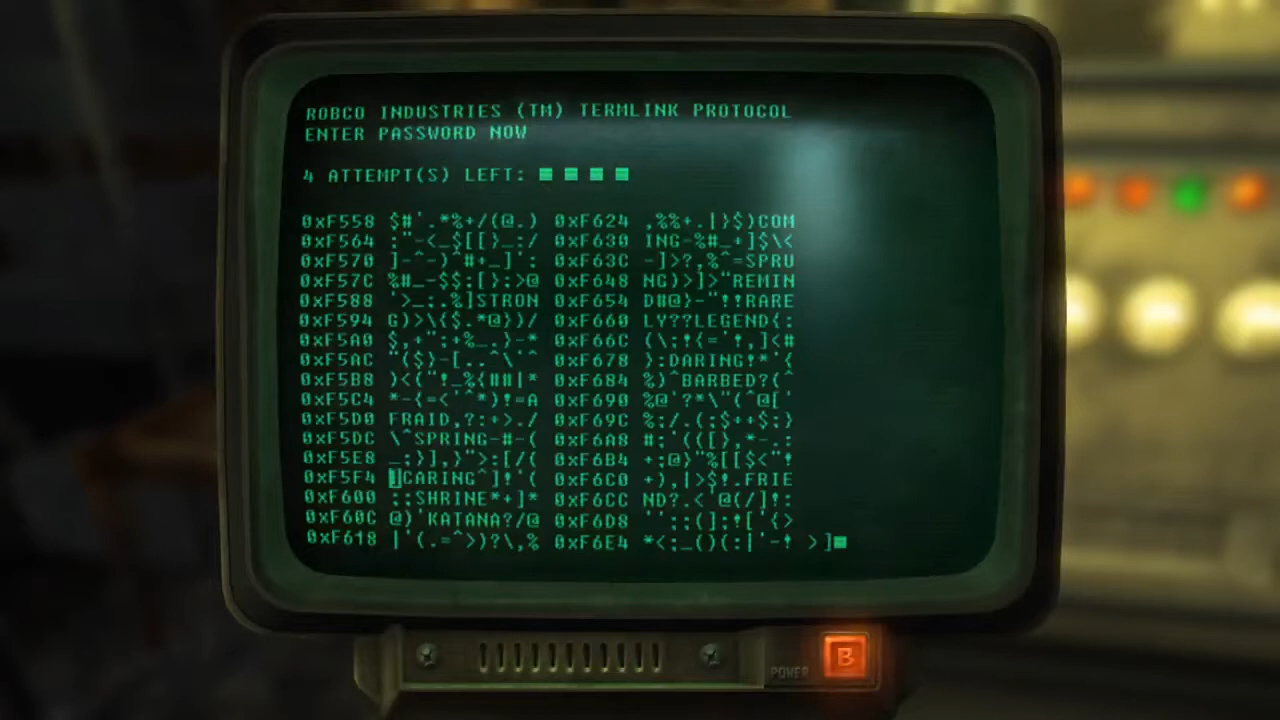 ROBCO INDUSTRIES (TM) TERMLINK PROTOCOL
ENTER PASSWORD NOW
4 ATTEMPT(S) LEFT: ■ ■ ■ ■
0xF558 $#'.*%+/(@.) 0xF624 ,%%+.|}$)COM
0xF564 :"-<_$[[}_:/ 0xF630 ING-%#_+]$\<
0xF570 ]-^-)^#+_]': 0xF63C -]>?,%^=SPRU
0xF57C %#_-$$:[}:>@ 0xF648 NG)>]>"REMIN
0xF588 '>_;.%]STRON 0xF654 D#@}-"!!RARE
0xF594 G)>\{$.*@})/ 0xF660 LY??LEGEND{:
0xF5A0 $,+":+%_.}-* 0xF66C (\:!{='!,]<#
0xF5AC "($}-[..^\'^ 0xF678 }:DARING!*'{
0xF5B8 )<("!_%{##|* 0xF684 %)^BARBED?(^
0xF5C4 *-{=<'^*)!=A 0xF690 %@'?*\"(^@['
0xF5D0 FRAID,?:+>./ 0xF69C %:/.(;$++$:}
0xF5DC \^SPRING-#-( 0xF6A8 #;'(([},*-.:
0xF5E8 _;}],}">:[/( 0xF6B4 +;@}"%[[$<"!
0xF5F4 ]CARING^]!'( 0xF6C0 +),|>$!.FRIE
0xF600 ::SHRINE*+]* 0xF6CC ND?.<'@(/]!:
0xF60C @)'KATANA?/@ 0xF6D8 '';:(];![.'{>
0xF618 |'(.=^>)?\,% 0xF6E4 *<;_()(:|'-! >]■
POWER
B